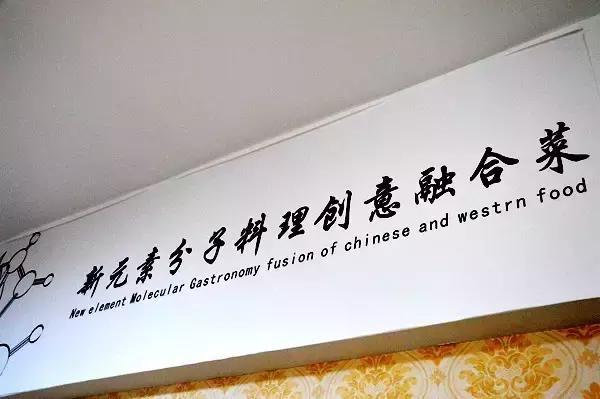 新元素分子料理创意融合菜
New element Molecular Gastronomy fusion of chinese and westrn food